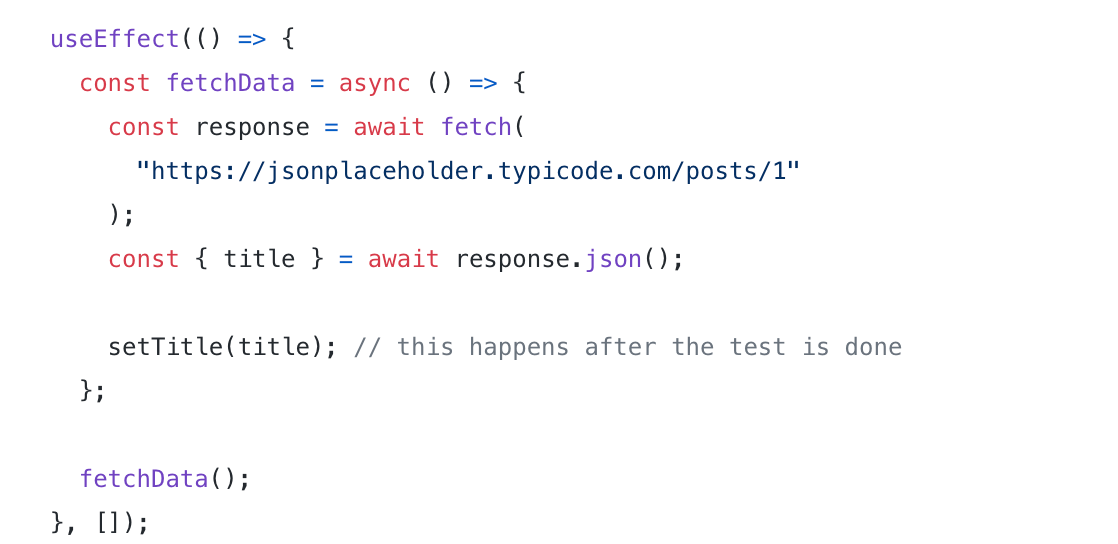 useEffect(() => {
  const fetchData = async () => {
    const response = await fetch(
      "https://jsonplaceholder.typicode.com/posts/1"
    );
    const { title } = await response.json();

    setTitle(title); // this happens after the test is done
  };

  fetchData();
}, []);